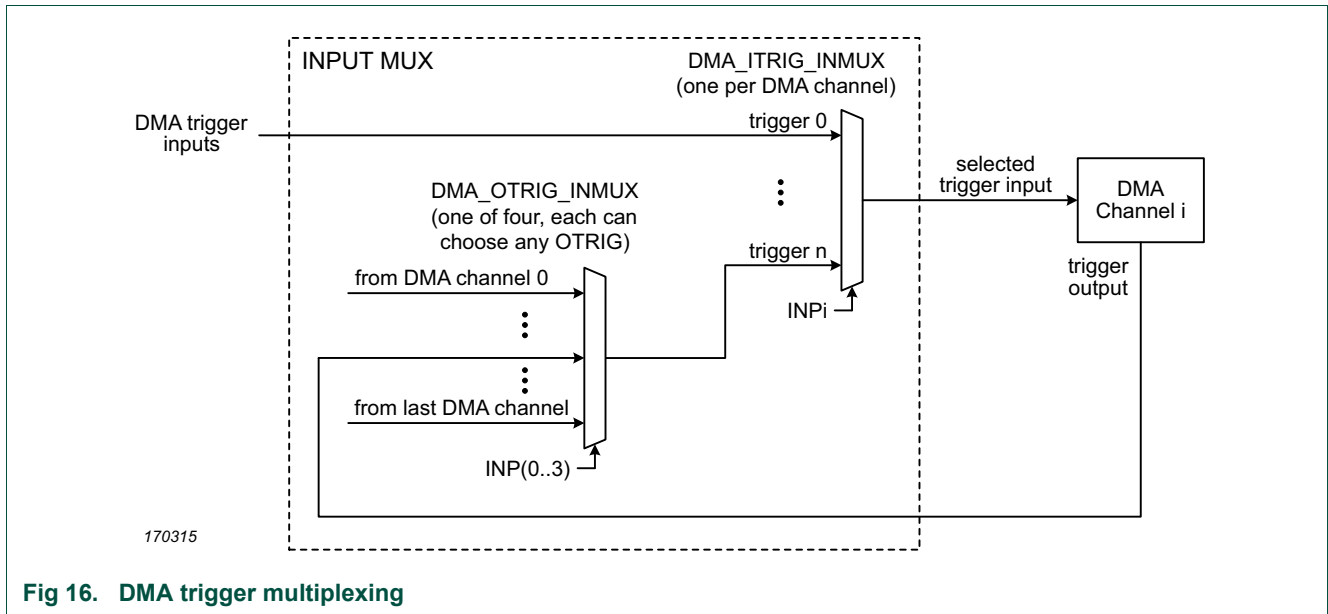 INPUT MUX
DMA_ITRIG_INMUX
(one per DMA channel)
DMA trigger
inputs
trigger 0
selected
trigger input
DMA
Channel i
DMA_OTRIG_INMUX
(one of four, each can
choose any OTRIG)
trigger n
trigger
output
from DMA channel 0
INPi
from last DMA channel
INP(0..3)
170315
Fig 16. DMA trigger multiplexing